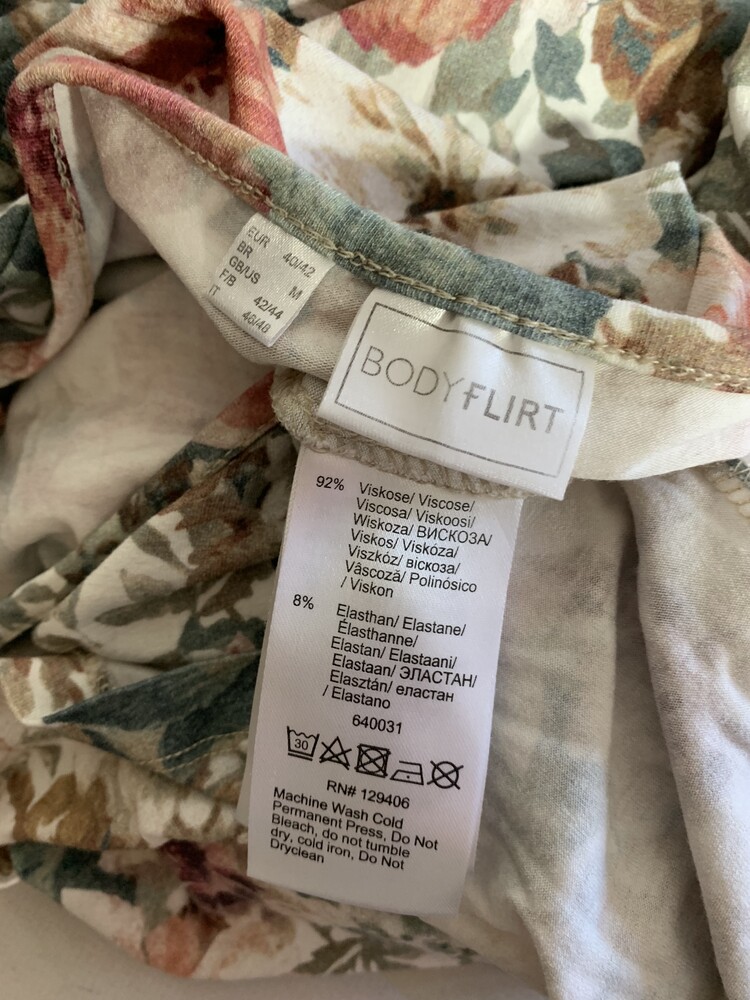 EUR 40/42
BR
GB/US M
F/B 42/44
IT 46/48
BODYFLIRT
92% Viskose/ Viscose/
Viscosa/ Viskoosi/
Wiskoza/ ВИСКОЗА/
Viskos/ Viskóza/
Viszkóz/ віскоза/
Vâscoză/ Polinósico
/ Viskon
8% Elasthan/ Elastane/
Élasthanne/
Elastan/ Elastaani/
Elastaan/ ЭЛАСТАН/
Elasztán/ еластан
/ Elastano
640031
30
RN# 129406
Machine Wash Cold
Permanent Press, Do Not
Bleach, do not tumble
dry, cold iron, Do Not
Dryclean